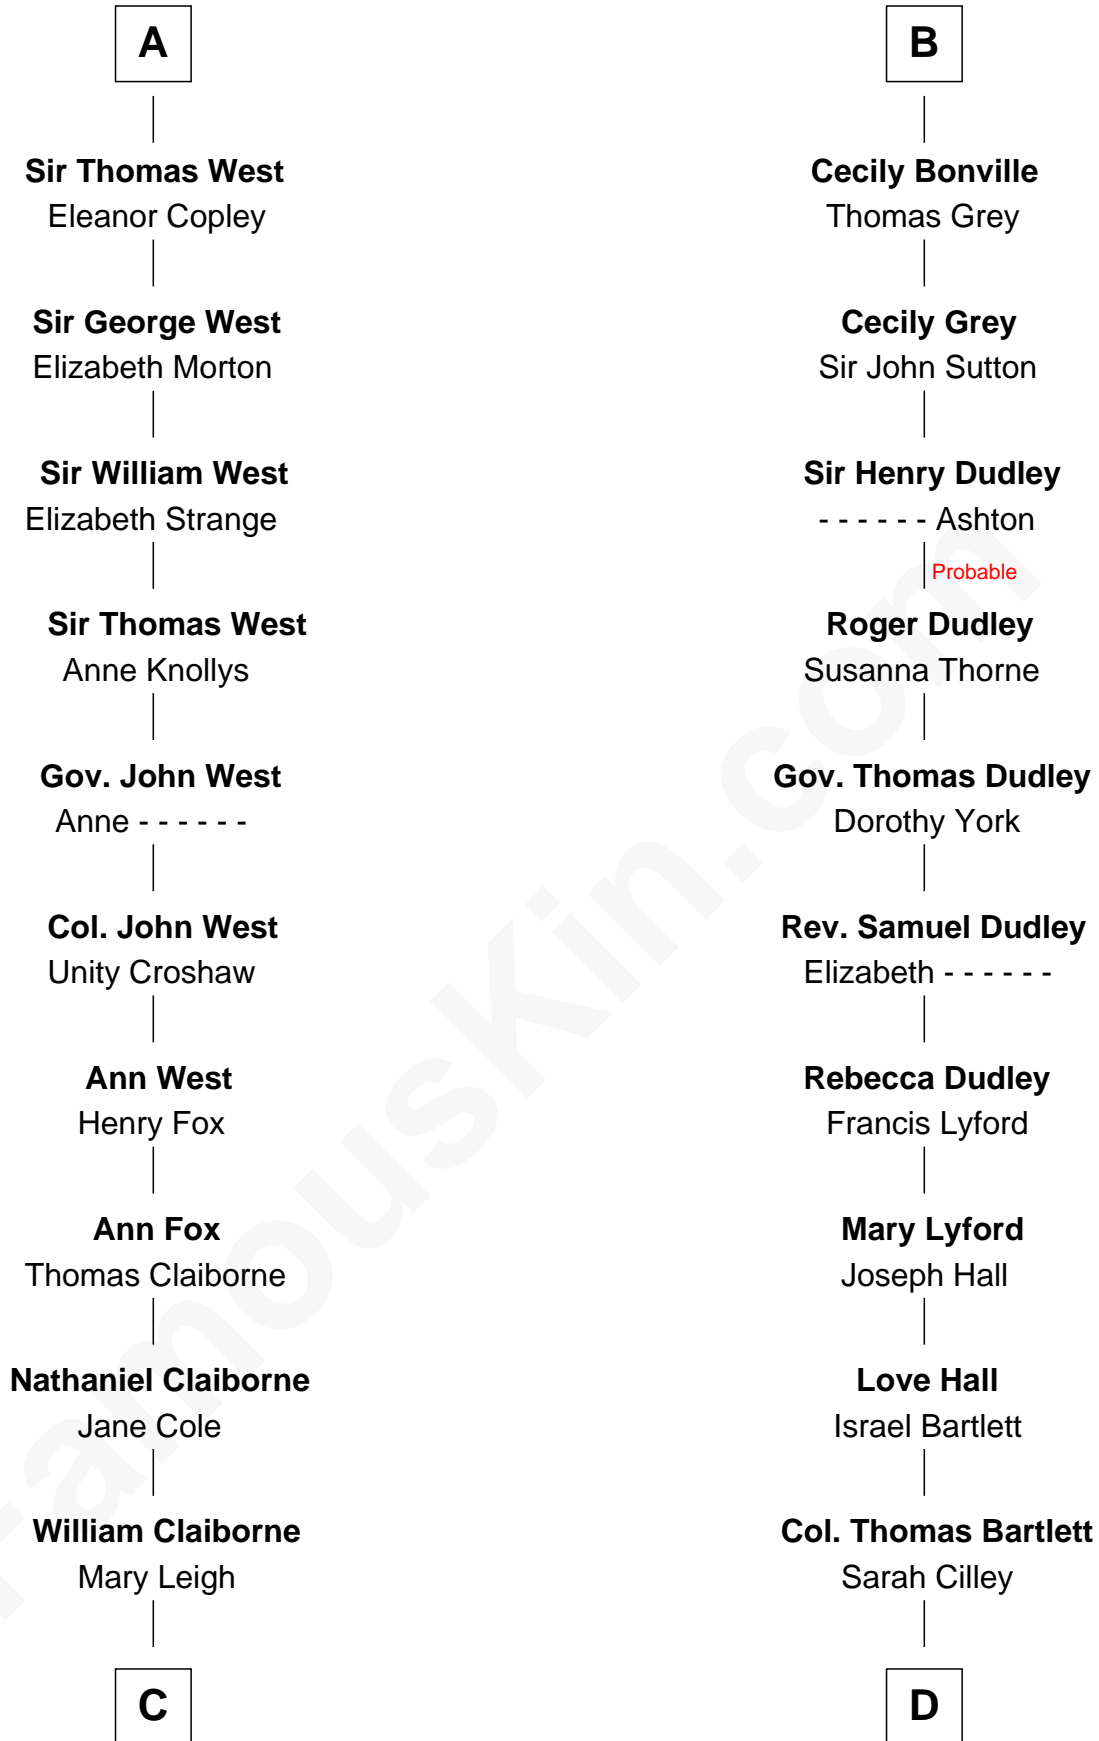 A
Sir Thomas West
Eleanor Copley
Sir George West
Elizabeth Morton
Sir William West
Elizabeth Strange
Sir Thomas West
Anne Knollys
Gov. John West
Anne - - - - - -
Col. John West
Unity Croshaw
Ann West
Henry Fox
Ann Fox
Thomas Claiborne
Nathaniel Claiborne
Jane Cole
William Claiborne
Mary Leigh
C
B
Cecily Bonville
Thomas Grey
Cecily Grey
Sir John Sutton
Sir Henry Dudley
- - - - - - Ashton
Probable
Roger Dudley
Susanna Thorne
Gov. Thomas Dudley
Dorothy York
Rev. Samuel Dudley
Elizabeth - - - - - -
Rebecca Dudley
Francis Lyford
Mary Lyford
Joseph Hall
Love Hall
Israel Bartlett
Col. Thomas Bartlett
Sarah Cilley
D
FamousKin.com